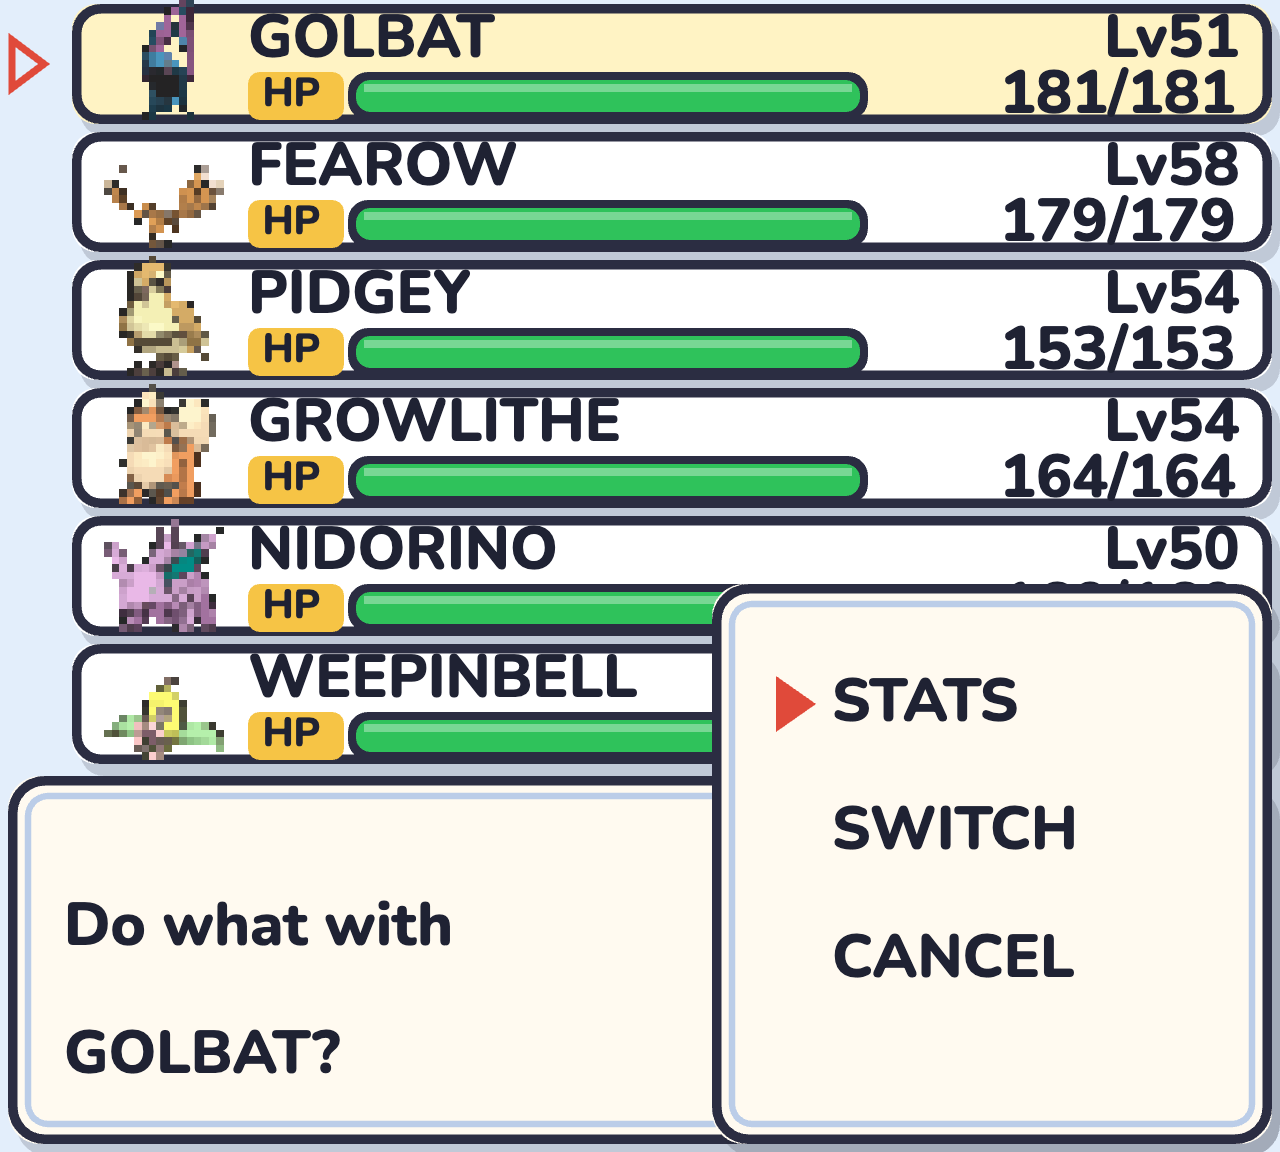 GOLBAT Lv51
HP 181/181
FEAROW Lv58
HP 179/179
PIDGEY Lv54
HP 153/153
GROWLITHE Lv54
HP 164/164
NIDORINO Lv50
HP
WEEPINBELL
HP
STATS
SWITCH
CANCEL
Do what with
GOLBAT?